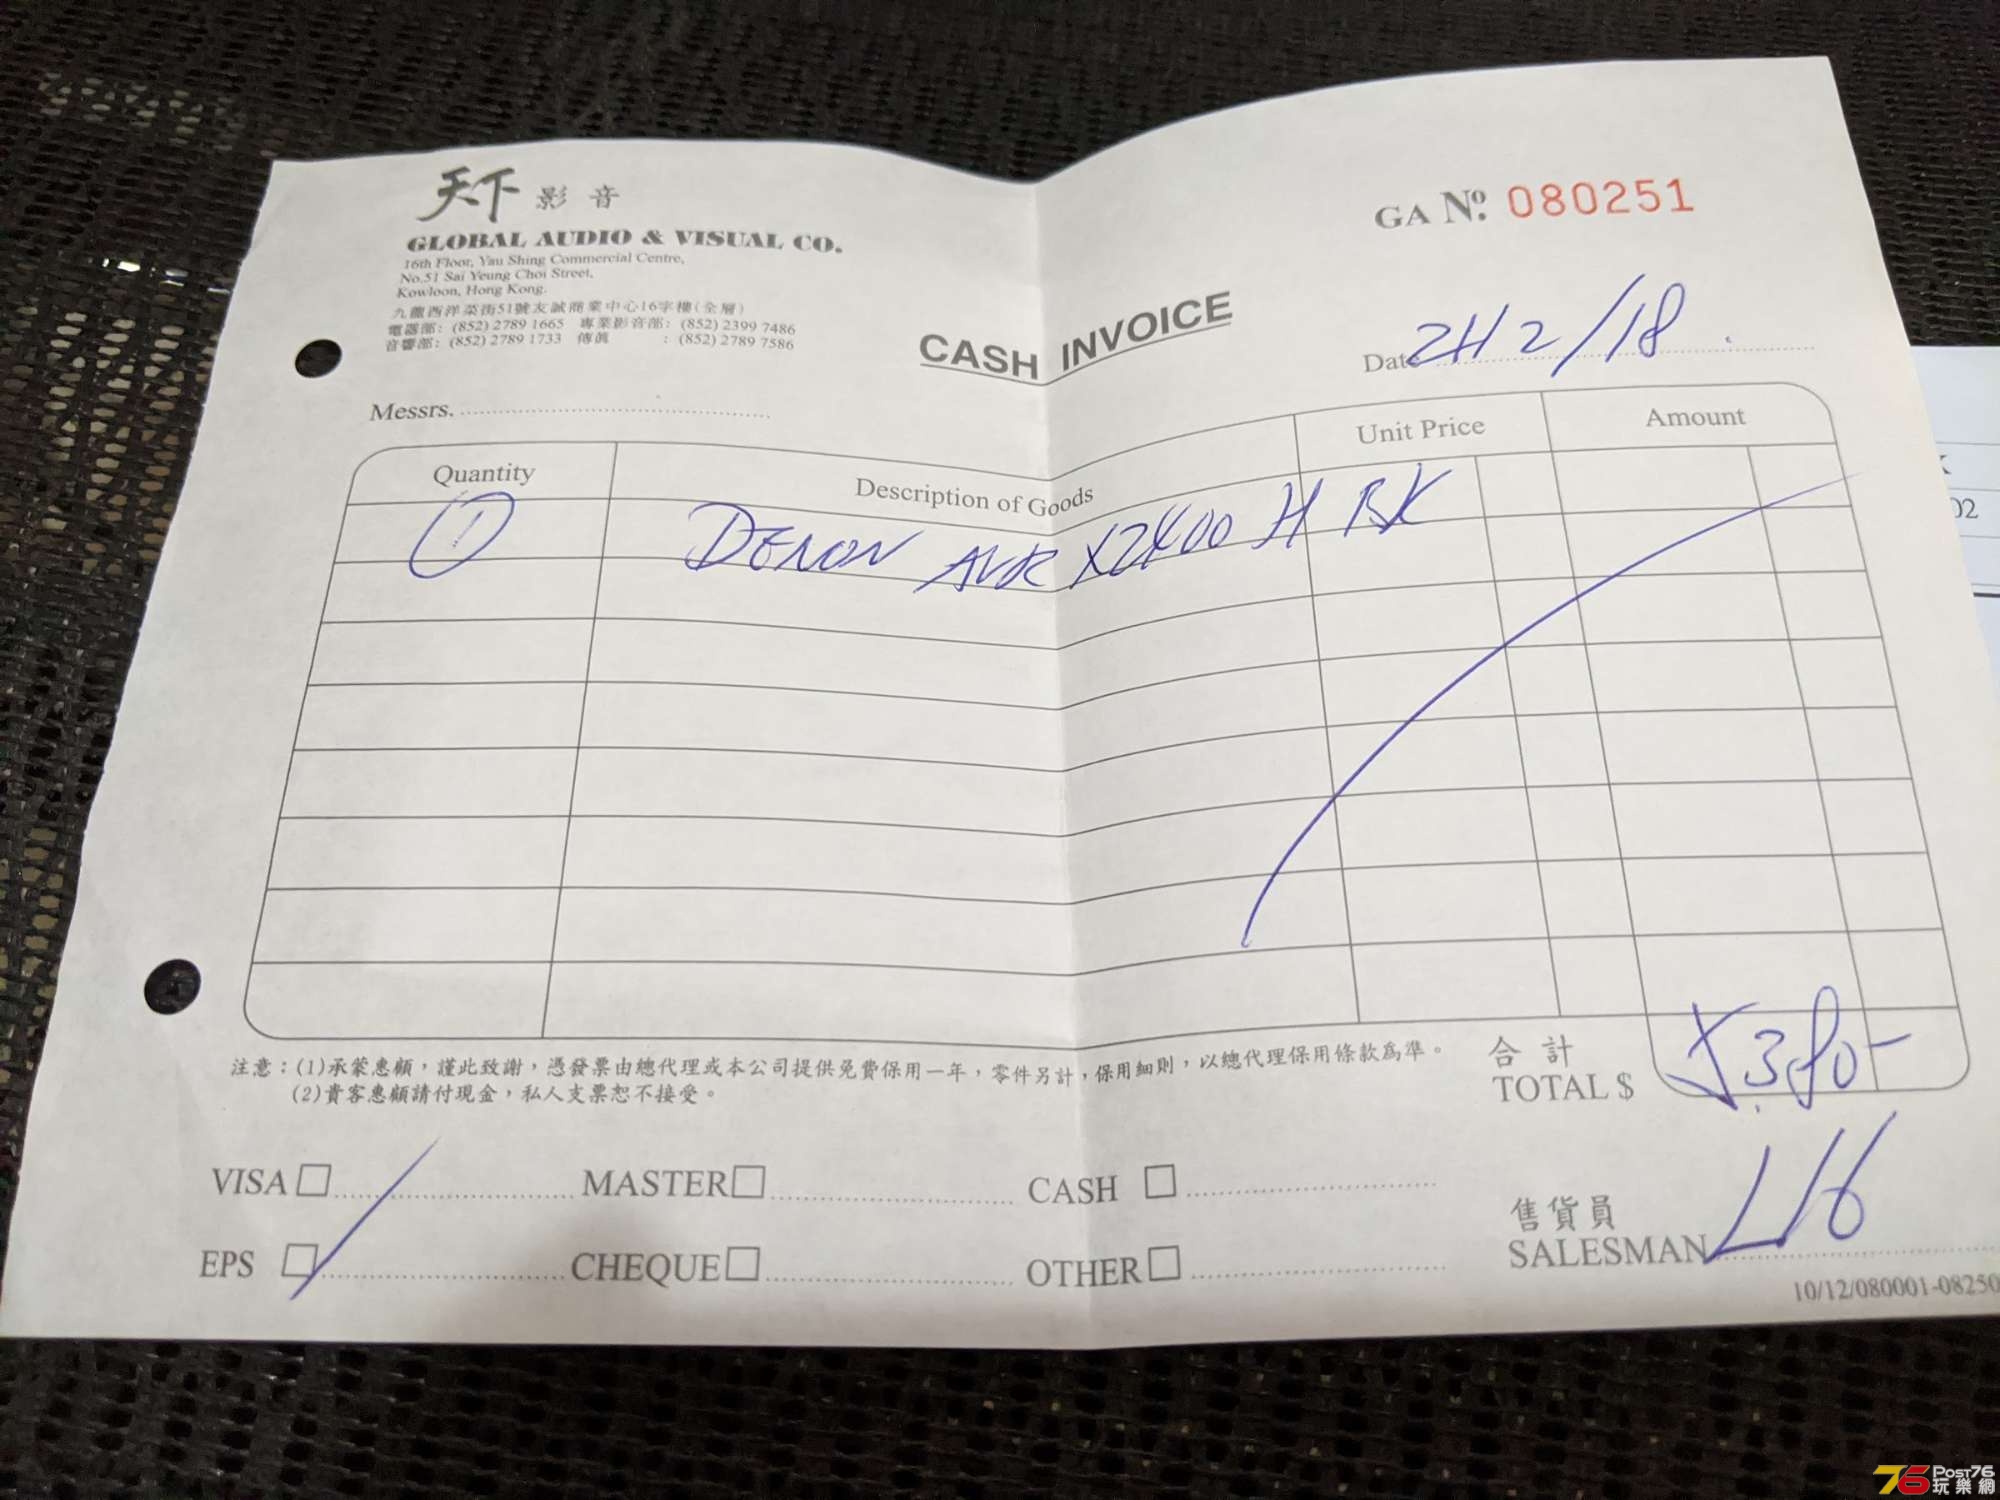 天下 影音
GLOBAL AUDIO & VISUAL CO.
16th Floor, Yau Shing Commercial Centre,
No.51 Sai Yeung Choi Street,
Kowloon, Hong Kong.
九龍西洋菜街51號友誠商業中心16字樓(全層)
電器部: (852) 2789 1665 專業影音部: (852) 2399 7486
音響部: (852) 2789 1733 傳眞 : (852) 2789 7586
GA Nº. 080251
CASH INVOICE
Date /18
Messrs.
Quantity Description of Goods Unit Price Amount
1 DENON AVR X2400 H BK
注意：(1)承蒙惠顧，謹此致謝，憑發票由總代理或本公司提供免費保用一年，零件另計，保用細則，以總代理保用條款為準。
(2)貴客惠顧請付現金，私人支票恕不接受。
合計
TOTAL $
VISA MASTER CASH
EPS CHEQUE OTHER
售貨員
SALESMAN
10/12/080001-08250
02
76 Post76
玩樂網